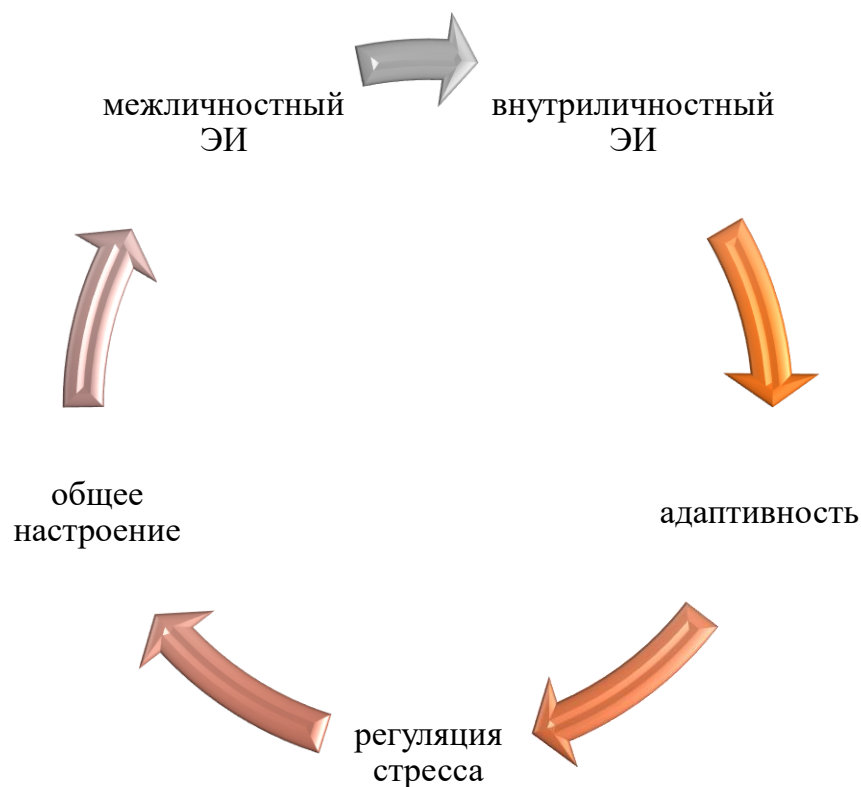 межличностный
ЭИ
внутриличностный
ЭИ
адаптивность
регуляция
стресса
общее
настроение